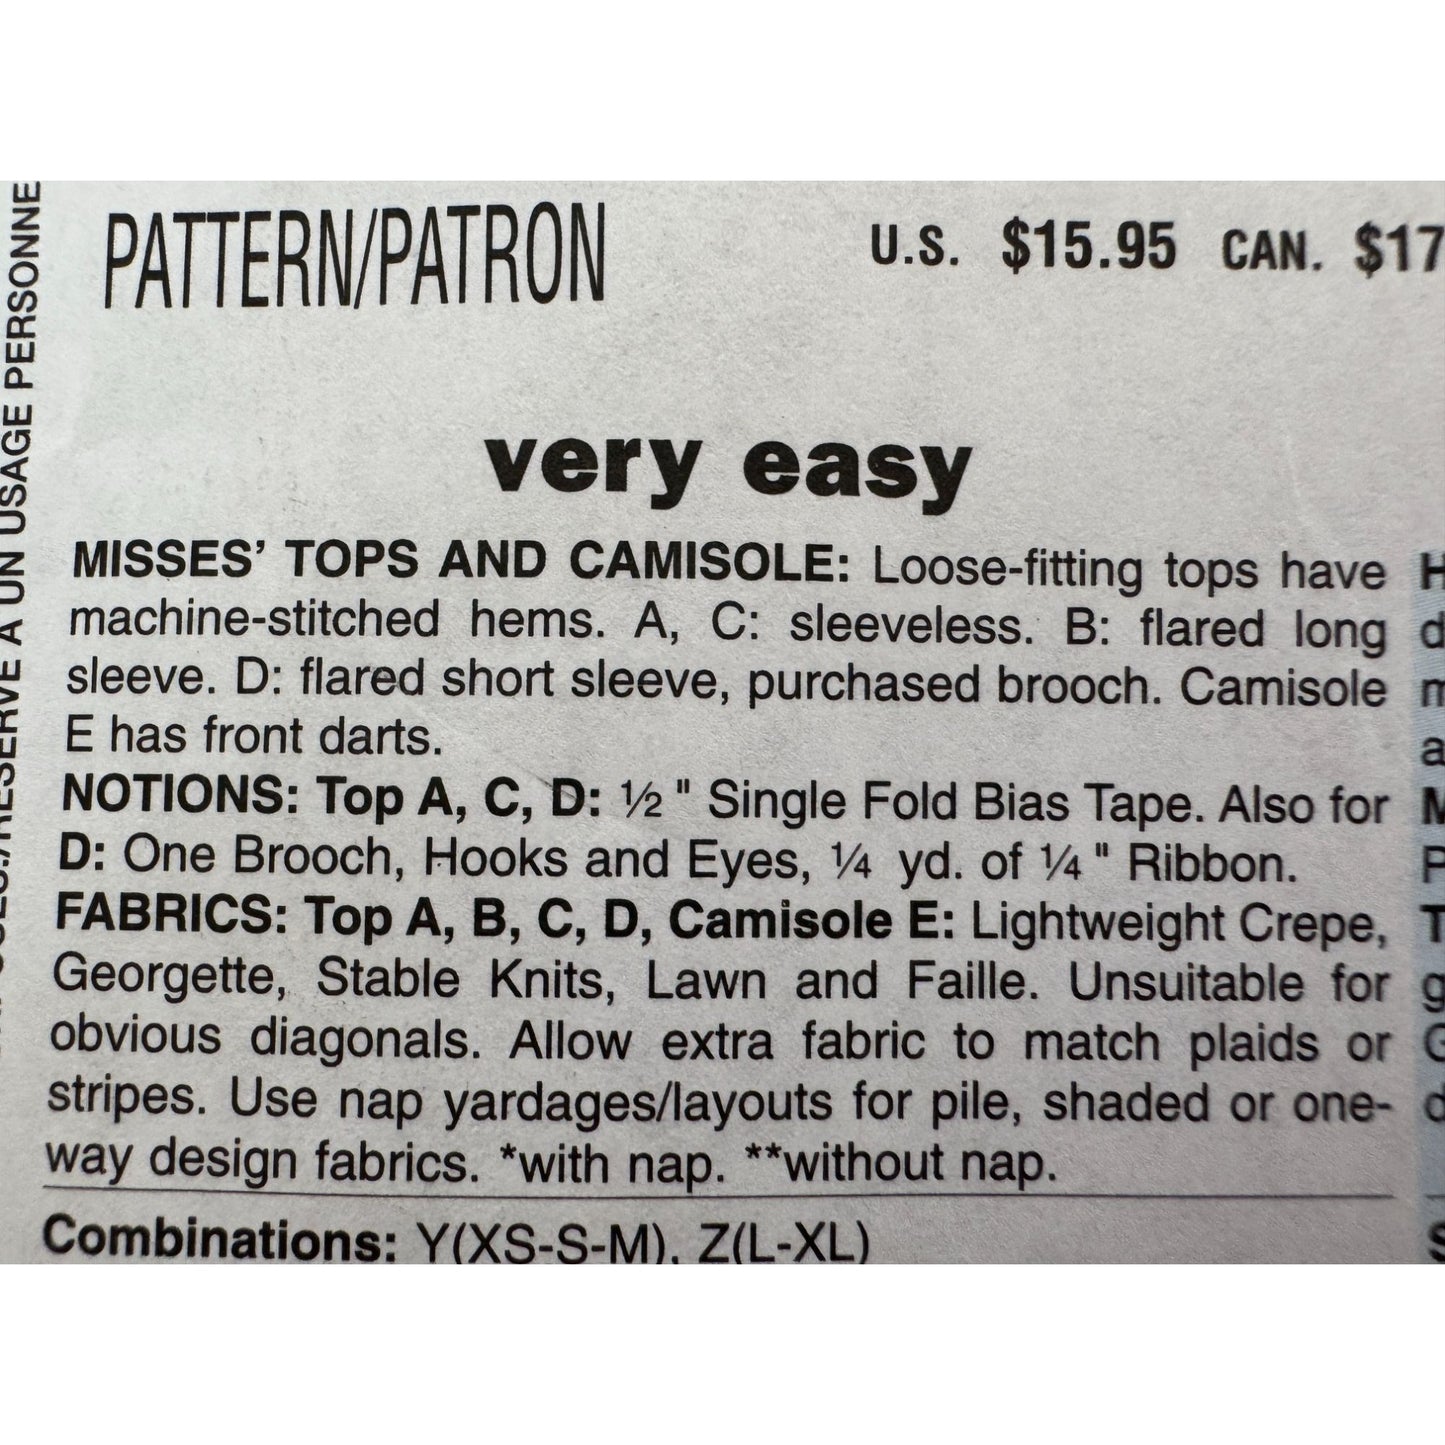 PATTERN/PATRON
U.S. $15.95 CAN. $17
very easy
MISSES' TOPS AND CAMISOLE: Loose-fitting tops have
machine-stitched hems. A, C: sleeveless. B: flared long
sleeve. D: flared short sleeve, purchased brooch. Camisole
E has front darts.
NOTIONS: Top A, C, D: ½ " Single Fold Bias Tape. Also for
D: One Brooch, Hooks and Eyes, ¼ yd. of ¼ " Ribbon.
FABRICS: Top A, B, C, D, Camisole E: Lightweight Crepe,
Georgette, Stable Knits, Lawn and Faille. Unsuitable for
obvious diagonals. Allow extra fabric to match plaids or
stripes. Use nap yardages/layouts for pile, shaded or one-
way design fabrics. *with nap. **without nap.
Combinations: Y(XS-S-M), Z(L-XL)
RESERVE A UN USAGE PERSONNE